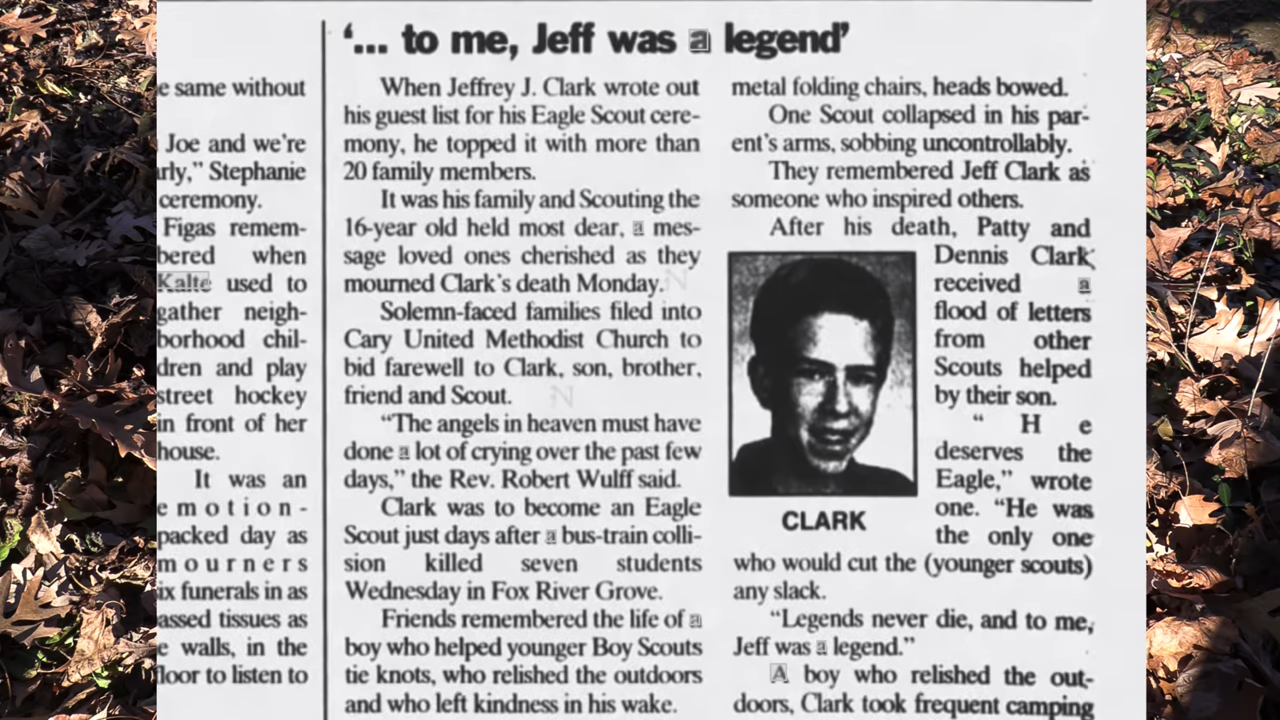 e same without
Joe and we're
rly," Stephanie
ceremony.
Figas remem-
bered when
Kalte used to
gather neigh-
borhood chil-
dren and play
street hockey
in front of her
house.
It was an
emotion-
packed day as
mourners
ix funerals in as
assed tissues as
e walls, in the
loor to listen to
'... to me, Jeff was a legend'
When Jeffrey J. Clark wrote out
his guest list for his Eagle Scout cere-
mony, he topped it with more than
20 family members.
It was his family and Scouting the
16-year old held most dear, a mes-
sage loved ones cherished as they
mourned Clark's death Monday.
Solemn-faced families filed into
Cary United Methodist Church to
bid farewell to Clark, son, brother,
friend and Scout.
"The angels in heaven must have
done a lot of crying over the past few
days," the Rev. Robert Wulff said.
Clark was to become an Eagle
Scout just days after a bus-train colli-
sion killed seven students
Wednesday in Fox River Grove.
Friends remembered the life of a
boy who helped younger Boy Scouts
tie knots, who relished the outdoors
and who left kindness in his wake.
metal folding chairs, heads bowed.
One Scout collapsed in his par-
ent's arms, sobbing uncontrollably.
They remembered Jeff Clark as
someone who inspired others.
After his death, Patty and
Dennis Clark
received a
flood of letters
from other
Scouts helped
by their son.
" H e
deserves the
Eagle," wrote
one. "He was
the only one
CLARK
who would cut the (younger scouts)
any slack.
"Legends never die, and to me,
Jeff was a legend."
A boy who relished the out-
doors, Clark took frequent camping